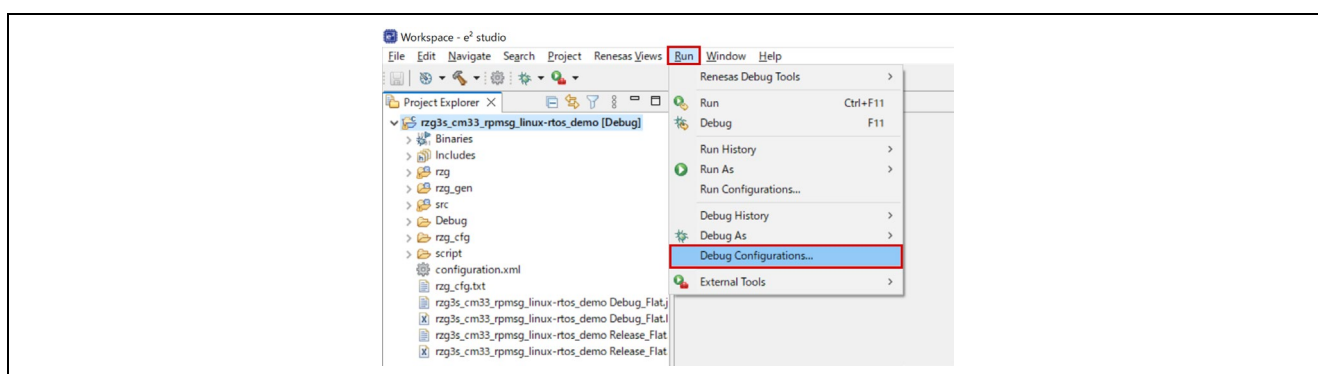 Workspace - e² studio
File Edit Navigate Search Project Renesas Views Run Window Help
Project Explorer
rzg3s_cm33_rpmsg_linux-rtos_demo [Debug]
Binaries
Includes
rzg
rzg_gen
src
Debug
rzg_cfg
script
configuration.xml
rzg_cfg.txt
rzg3s_cm33_rpmsg_linux-rtos_demo Debug_Flat.j
rzg3s_cm33_rpmsg_linux-rtos_demo Debug_Flat.l
rzg3s_cm33_rpmsg_linux-rtos_demo Release_Flat
rzg3s_cm33_rpmsg_linux-rtos_demo Release_Flat
Renesas Debug Tools
Run Ctrl+F11
Debug F11
Run History
Run As
Run Configurations...
Debug History
Debug As
Debug Configurations...
External Tools